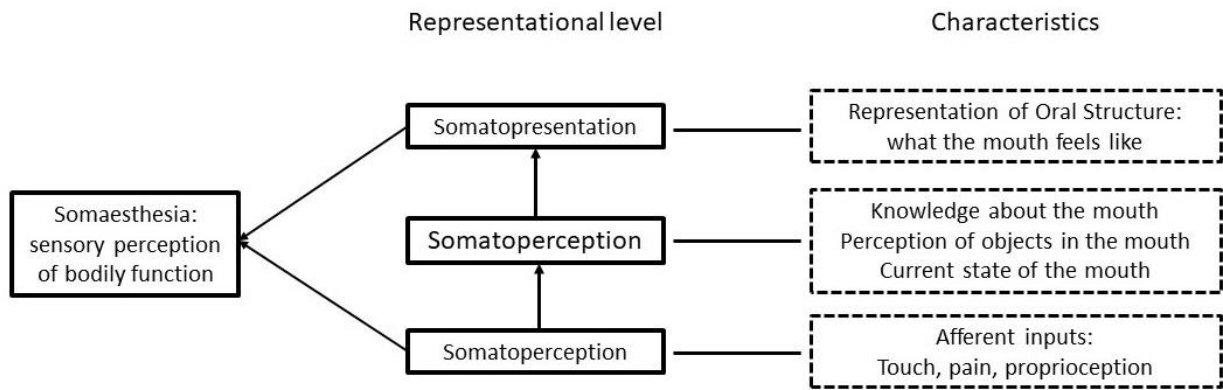 Representational level
Characteristics
Somatopresentation
Representation of Oral Structure:
what the mouth feels like
Somaesthesia:
sensory perception
of bodily function
Somatoperception
Knowledge about the mouth
Perception of objects in the mouth
Current state of the mouth
Somatoperception
Afferent inputs:
Touch, pain, proprioception